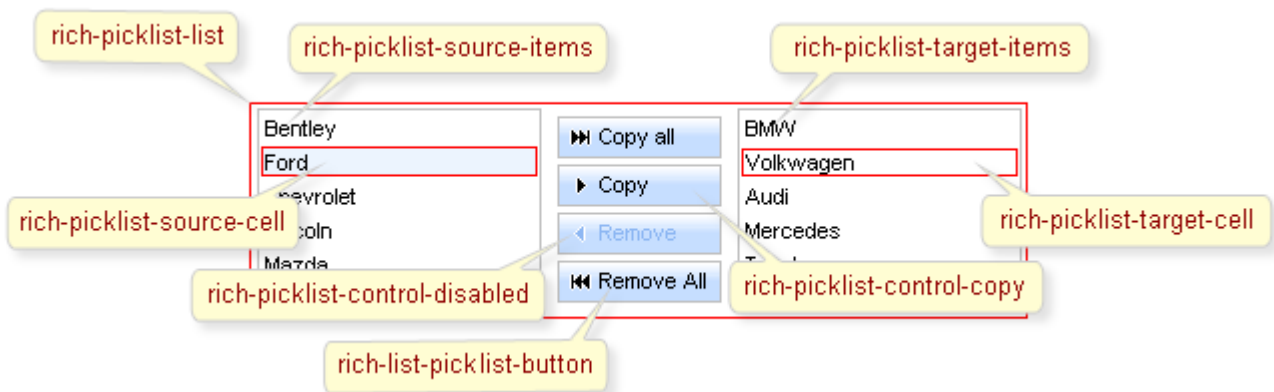 rich-picklist-list
rich-picklist-source-items
rich-picklist-target-items
Bentley
Copy all
BMW
Ford
Volkwagen
Copy
Audi
rich-picklist-source-cell
rich-picklist-target-cell
Remove
Mercedes
Mazda
rich-picklist-control-disabled
Remove All
rich-picklist-control-copy
rich-list-picklist-button